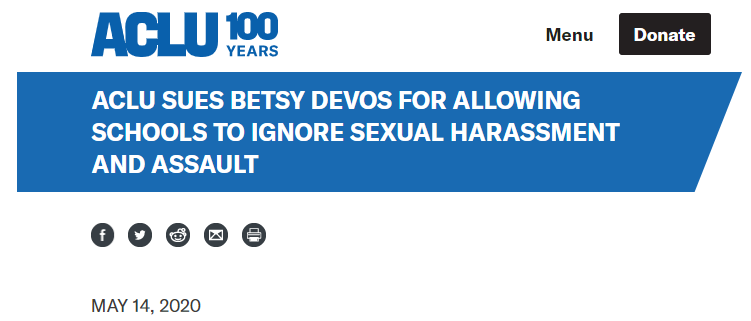 ACLU 100 YEARS
Menu
Donate
ACLU SUES BETSY DEVOS FOR ALLOWING
SCHOOLS TO IGNORE SEXUAL HARASSMENT
AND ASSAULT
MAY 14, 2020